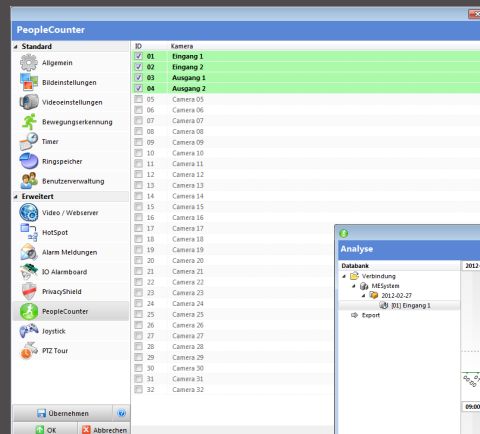 PeopleCounter
Standard
Allgemein
Bildeinstellungen
Videoeinstellungen
Bewegungserkennung
Timer
Ringspeicher
Benutzerverwaltung
Erweitert
Video / Webserver
HotSpot
Alarm Meldungen
IO Alarmboard
PrivacyShield
PeopleCounter
Joystick
PTZ Tour
Übernehmen
OK Abbrechen
ID Kamera
01 Eingang 1
02 Eingang 2
03 Ausgang 1
04 Ausgang 2
05 Camera 05
06 Camera 06
07 Camera 07
08 Camera 08
09 Camera 09
10 Camera 10
11 Camera 11
12 Camera 12
13 Camera 13
14 Camera 14
15 Camera 15
16 Camera 16
17 Camera 17
18 Camera 18
19 Camera 19
20 Camera 20
21 Camera 21
22 Camera 22
23 Camera 23
24 Camera 24
25 Camera 25
26 Camera 26
27 Camera 27
28 Camera 28
29 Camera 29
30 Camera 30
31 Camera 31
32 Camera 32
Analyse
Databank
Verbindung
MESystem
2012-02-27
[01] Eingang 1
Export
2012-
00:00
09:00